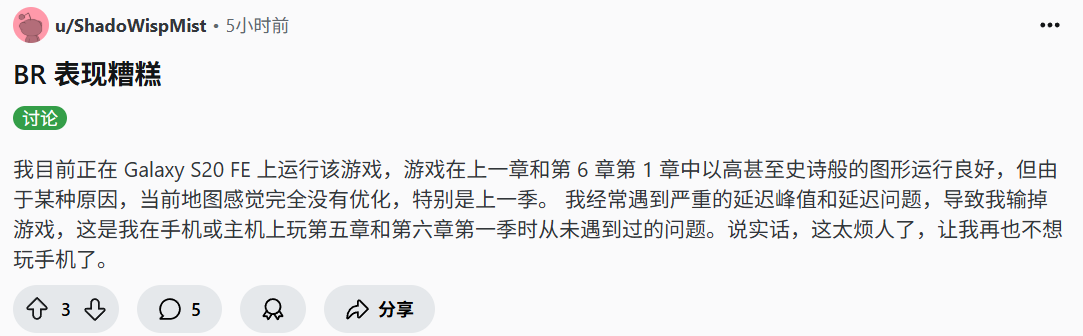 u/ShadoWispMist • 5小时前
BR 表现糟糕
讨论
我目前正在 Galaxy S20 FE 上运行该游戏，游戏在上一章和第 6 章第 1 章中以高甚至史诗般的图形运行良好，但由
于某种原因，当前地图感觉完全没有优化，特别是上一季。 我经常遇到严重的延迟峰值和延迟问题，导致我输掉
游戏，这是我在手机或主机上玩第五章和第六章第一季时从未遇到过的问题。说实话，这太烦人了，让我再也不想
玩手机了。
3 5 分享